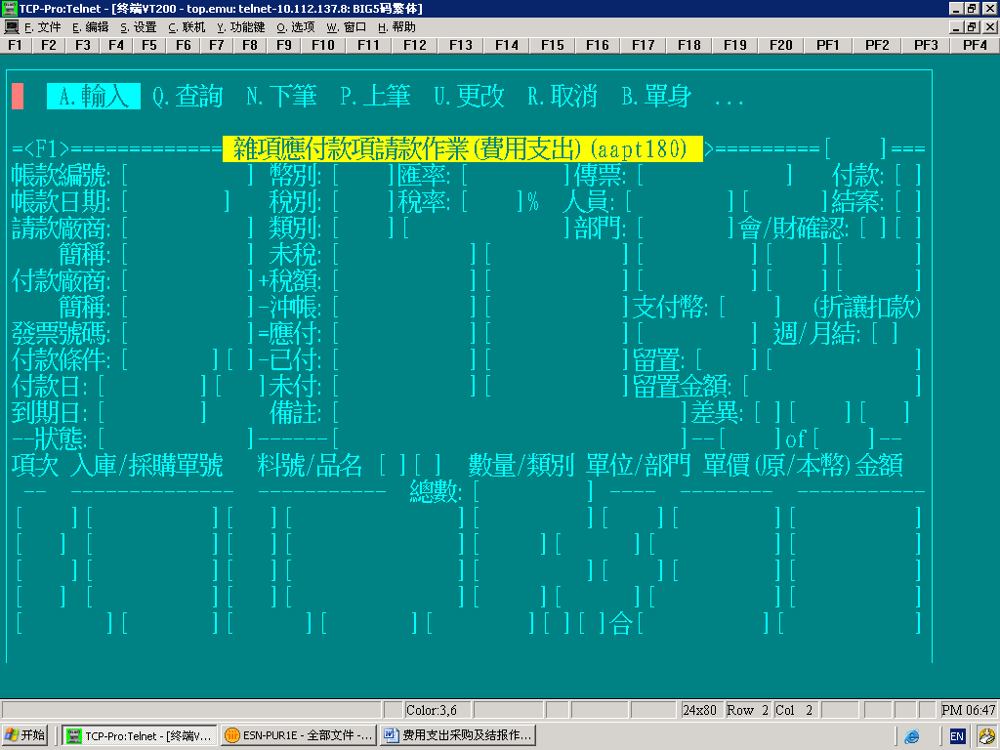 TCP-Pro:Telnet - [终端VT200 - top.emu: telnet-10.112.137.8: BIG5码繁体]
F. 文件 E. 编辑 S. 设置 C. 联机 Y. 功能键 O. 选项 W. 窗口 H. 帮助
F1 F2 F3 F4 F5 F6 F7 F8 F9 F10 F11 F12 F13 F14 F15 F16 F17 F18 F19 F20 PF1 PF2 PF3 PF4
A.輸入 Q.查詢 N.下筆 P.上筆 U.更改 R.取消 B.單身 ...
=<F1>============= 雜項應付款項請款作業(費用支出)(aapt180) >=========[ ]===
帳款編號:[ ] 幣別:[ ]匯率:[ ]傳票:[ ] 付款:[ ]
帳款日期:[ ] 稅別:[ ]稅率:[ ]% 人員:[ ][ ]結案:[ ]
請款廠商:[ ] 類別:[ ][ ]部門:[ ]會/財確認:[ ][ ]
簡稱:[ ] 未稅:[ ][ ][ ][ ][ ]
付款廠商:[ ]+稅額:[ ][ ][ ][ ][ ]
簡稱:[ ]-沖帳:[ ][ ]支付幣:[ ] (折讓扣款)
發票號碼:[ ]=應付:[ ][ ][ ] 週/月結:[ ]
付款條件:[ ][ ]-已付:[ ][ ]留置:[ ][ ]
付款日:[ ][ ]未付:[ ][ ]留置金額:[ ]
到期日:[ ] 備註:[ ]差異:[ ][ ][ ]
--狀態:[ ]------[ ]--[ ]of[ ]--
項次 入庫/採購單號 料號/品名 [ ][ ] 數量/類別 單位/部門 單價(原/本幣)金額
-- -------------- ----------- 總數:[ ] ---- -------- -----------
[ ][ ][ ][ ][ ][ ][ ][ ]
[ ] [ ][ ][ ][ ][ ][ ][ ]
[ ][ ][ ][ ][ ][ ][ ][ ]
[ ] [ ][ ][ ][ ][ ][ ][ ]
[ ][ ][ ][ ][ ][ ][ ]合[ ][ ]
Color:3,6 24x80 Row 2 Col 2 PM 06:47
开始 TCP-Pro:Telnet - [终端V... ESN-PUR1E - 全部文件 -... 费用支出采购及结报作... EN